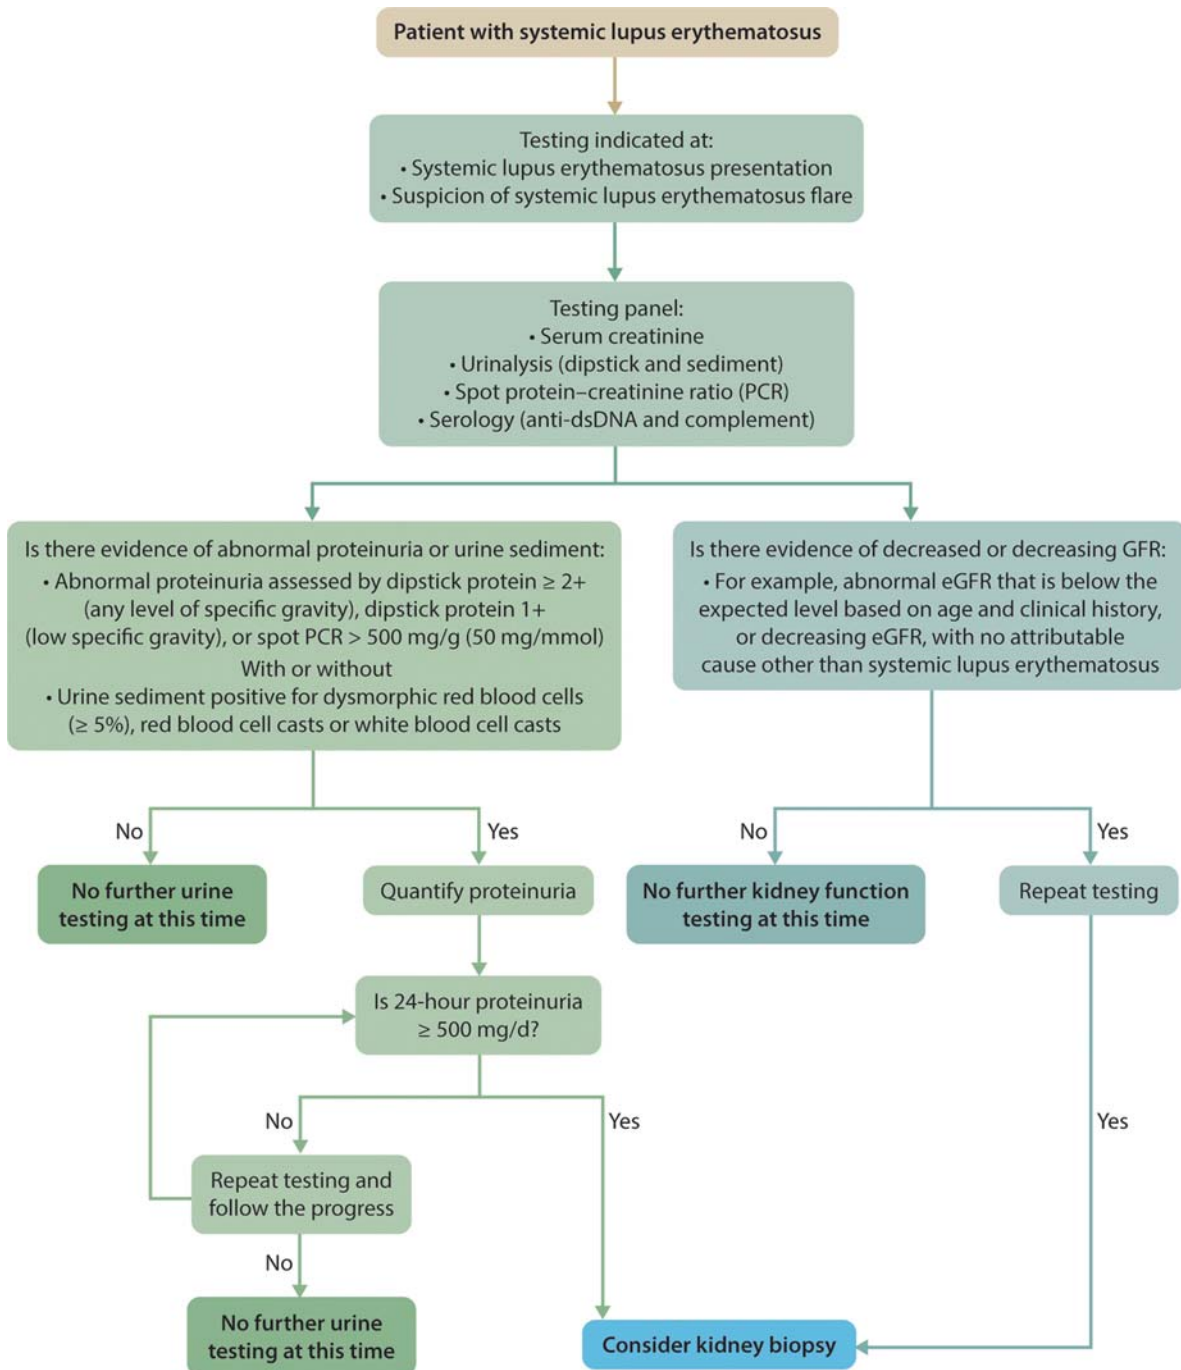 Patient with systemic lupus erythematosus
Testing indicated at:
• Systemic lupus erythematosus presentation
• Suspicion of systemic lupus erythematosus flare
Testing panel:
• Serum creatinine
• Urinalysis (dipstick and sediment)
• Spot protein–creatinine ratio (PCR)
• Serology (anti-dsDNA and complement)
Is there evidence of abnormal proteinuria or urine sediment:
• Abnormal proteinuria assessed by dipstick protein ≥ 2+
(any level of specific gravity), dipstick protein 1+
(low specific gravity), or spot PCR > 500 mg/g (50 mg/mmol)
With or without
• Urine sediment positive for dysmorphic red blood cells
(≥ 5%), red blood cell casts or white blood cell casts
Is there evidence of decreased or decreasing GFR:
• For example, abnormal eGFR that is below the
expected level based on age and clinical history,
or decreasing eGFR, with no attributable
cause other than systemic lupus erythematosus
No
Yes
No
Yes
No further urine
testing at this time
Quantify proteinuria
No further kidney function
testing at this time
Repeat testing
Is 24-hour proteinuria
≥ 500 mg/d?
No
Yes
Yes
Repeat testing and
follow the progress
No
No further urine
testing at this time
Consider kidney biopsy